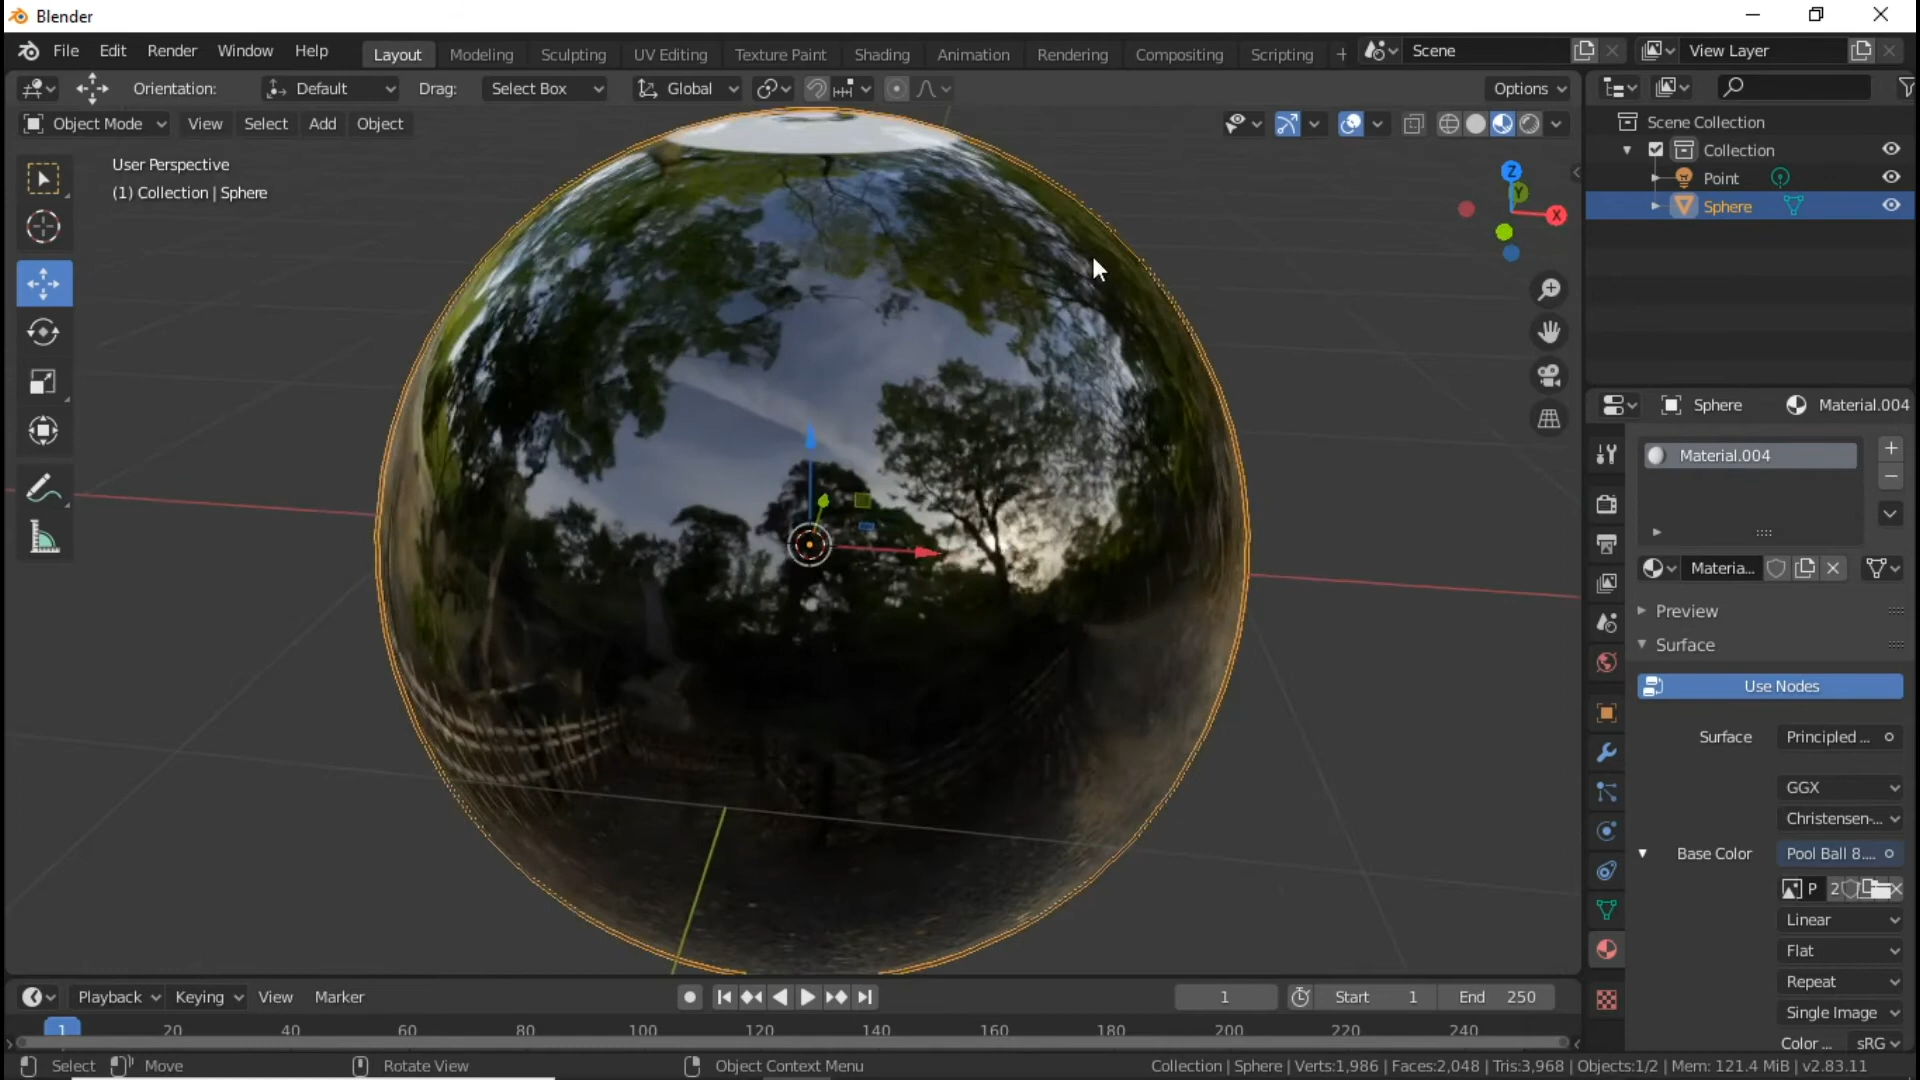 Blender
File Edit Render Window Help
Layout Modeling Sculpting UV Editing Texture Paint Shading Animation Rendering Compositing Scripting +
Scene
View Layer
Orientation: Default Drag: Select Box Global Options
Object Mode View Select Add Object
User Perspective
(1) Collection | Sphere
Z
Y
X
Scene Collection
Collection
Point
Sphere
Sphere Material.004
Material.004
Materia...
Preview
Surface
Use Nodes
Surface Principled ...
GGX
Christensen-...
Base Color Pool Ball 8....
P 2
Linear
Flat
Repeat
Single Image
Color ... sRG
Playback Keying View Marker
1 Start 1 End 250
1 20 40 60 80 100 120 140 160 180 200 220 240
Select Move Rotate View Object Context Menu
Collection | Sphere | Verts:1,986 | Faces:2,048 | Tris:3,968 | Objects:1/2 | Mem: 121.4 MiB | v2.83.11